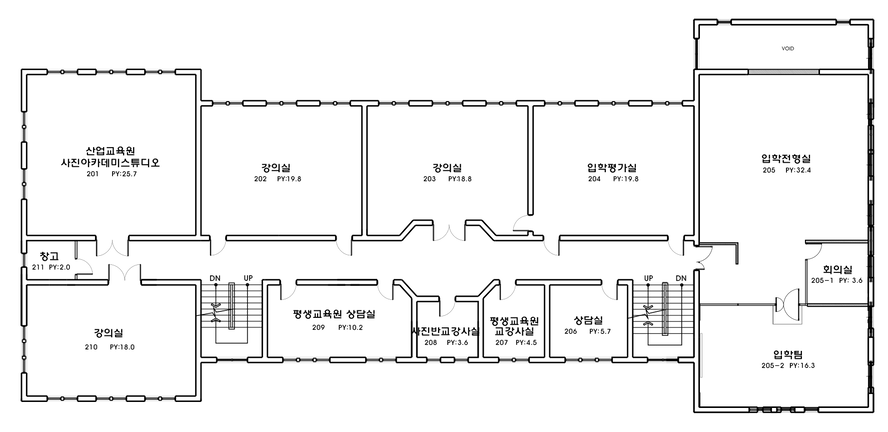 VOID
산업교육원
사진아카데미스튜디오
201 PY:25.7
강의실
202 PY:19.8
강의실
203 PY:18.8
입학평가실
204 PY:19.8
입학전형실
205 PY:32.4
창고
211 PY:2.0
회의실
205-1 PY: 3.6
DN UP
UP DN
강의실
210 PY:18.0
평생교육원 상담실
209 PY:10.2
사진반교강사실
208 PY:3.6
평생교육원
교강사실
207 PY:4.5
상담실
206 PY:5.7
입학팀
205-2 PY:16.3